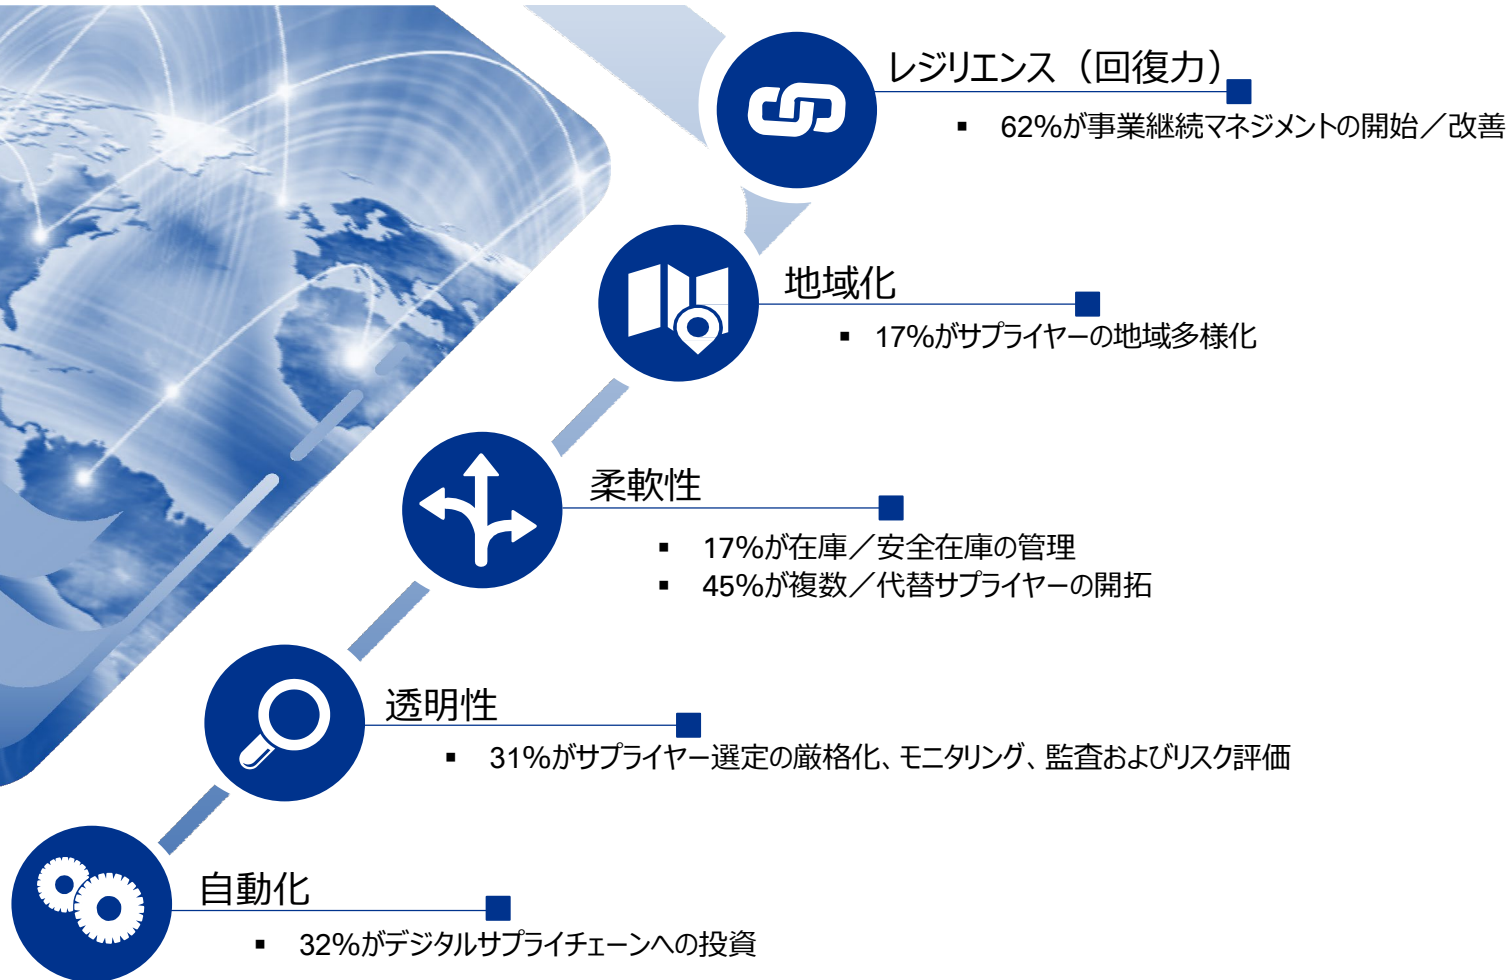 レジリエンス（回復力）
▪ 62%が事業継続マネジメントの開始／改善
地域化
▪ 17%がサプライヤーの地域多様化
柔軟性
▪ 17%が在庫／安全在庫の管理
▪ 45%が複数／代替サプライヤーの開拓
透明性
▪ 31%がサプライヤー選定の厳格化、モニタリング、監査およびリスク評価
自動化
▪ 32%がデジタルサプライチェーンへの投資